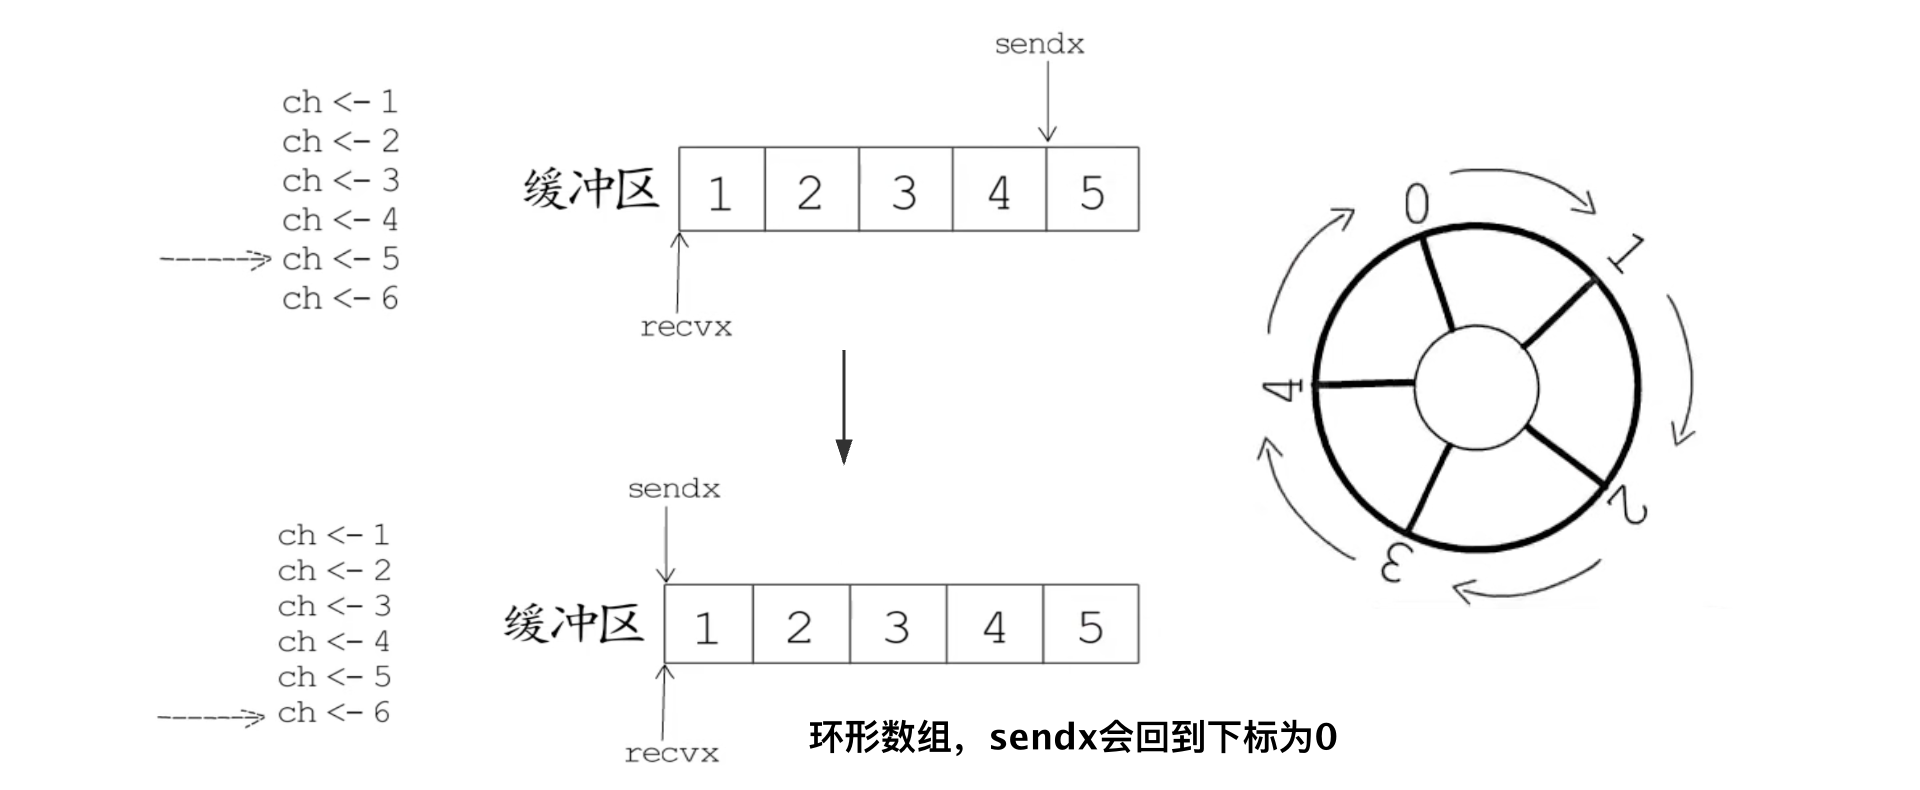 sendx
ch <- 1
ch <- 2
ch <- 3
ch <- 4
ch <- 5
ch <- 6
缓冲区 1 2 3 4 5
recvx
0
1
2
3
4
sendx
ch <- 1
ch <- 2
ch <- 3
ch <- 4
ch <- 5
ch <- 6
缓冲区 1 2 3 4 5
recvx
环形数组，sendx会回到下标为0